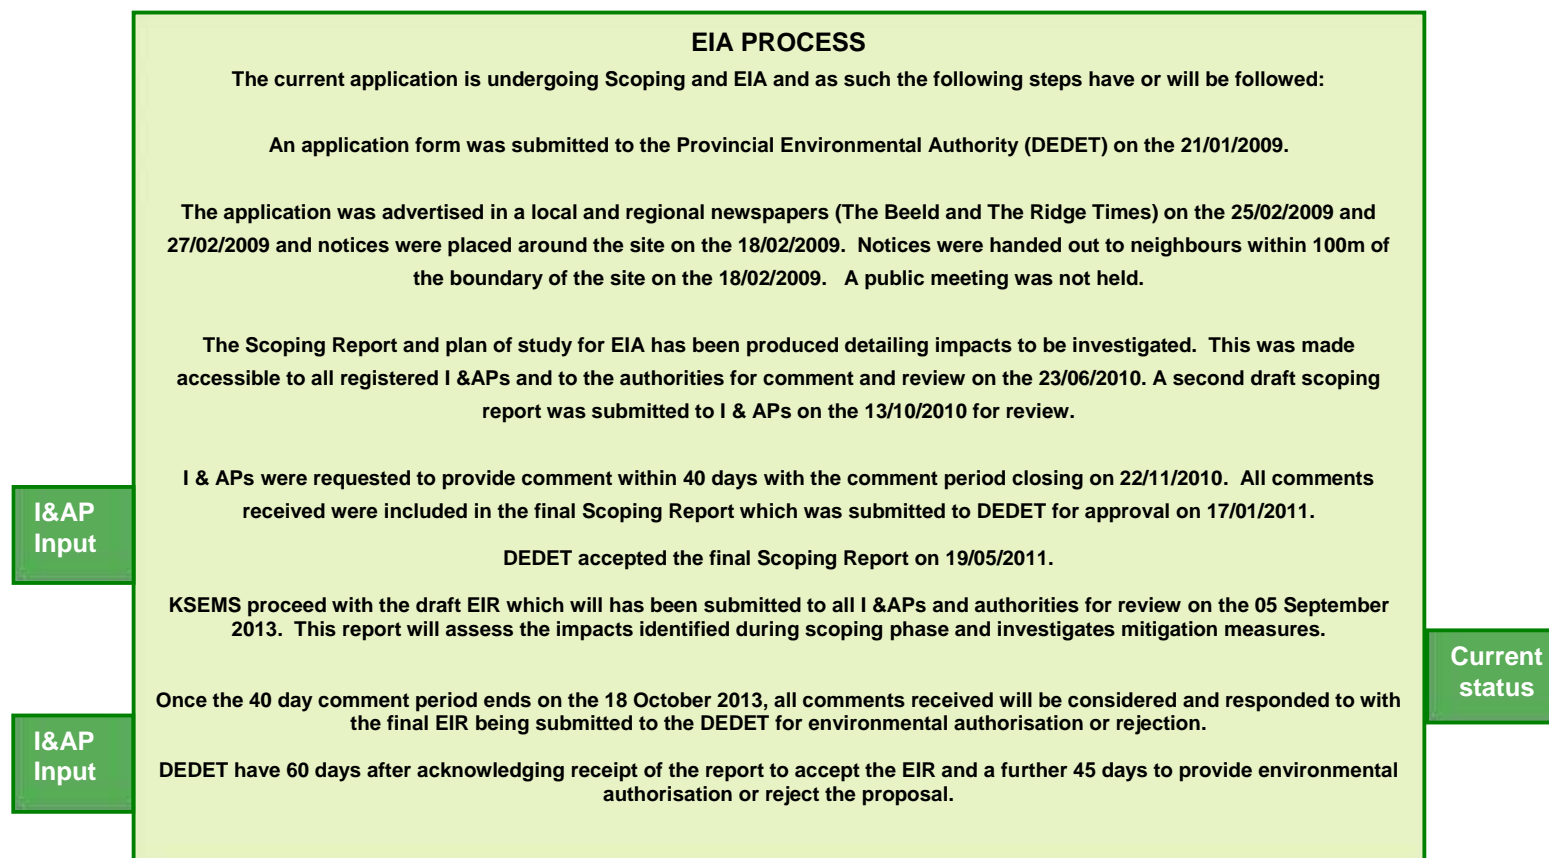 EIA PROCESS
The current application is undergoing Scoping and EIA and as such the following steps have or will be followed:
An application form was submitted to the Provincial Environmental Authority (DEDET) on the 21/01/2009.
The application was advertised in a local and regional newspapers (The Beeld and The Ridge Times) on the 25/02/2009 and
27/02/2009 and notices were placed around the site on the 18/02/2009.  Notices were handed out to neighbours within 100m of
the boundary of the site on the 18/02/2009.   A public meeting was not held.
The Scoping Report and plan of study for EIA has been produced detailing impacts to be investigated.  This was made
accessible to all registered I &APs and to the authorities for comment and review on the 23/06/2010. A second draft scoping
report was submitted to I & APs on the 13/10/2010 for review.
I & APs were requested to provide comment within 40 days with the comment period closing on 22/11/2010.  All comments
received were included in the final Scoping Report which was submitted to DEDET for approval on 17/01/2011.
I&AP
Input
DEDET accepted the final Scoping Report on 19/05/2011.
KSEMS proceed with the draft EIR which will has been submitted to all I &APs and authorities for review on the 05 September
2013.  This report will assess the impacts identified during scoping phase and investigates mitigation measures.
Current
status
Once the 40 day comment period ends on the 18 October 2013, all comments received will be considered and responded to with
the final EIR being submitted to the DEDET for environmental authorisation or rejection.
I&AP
Input
DEDET have 60 days after acknowledging receipt of the report to accept the EIR and a further 45 days to provide environmental
authorisation or reject the proposal.